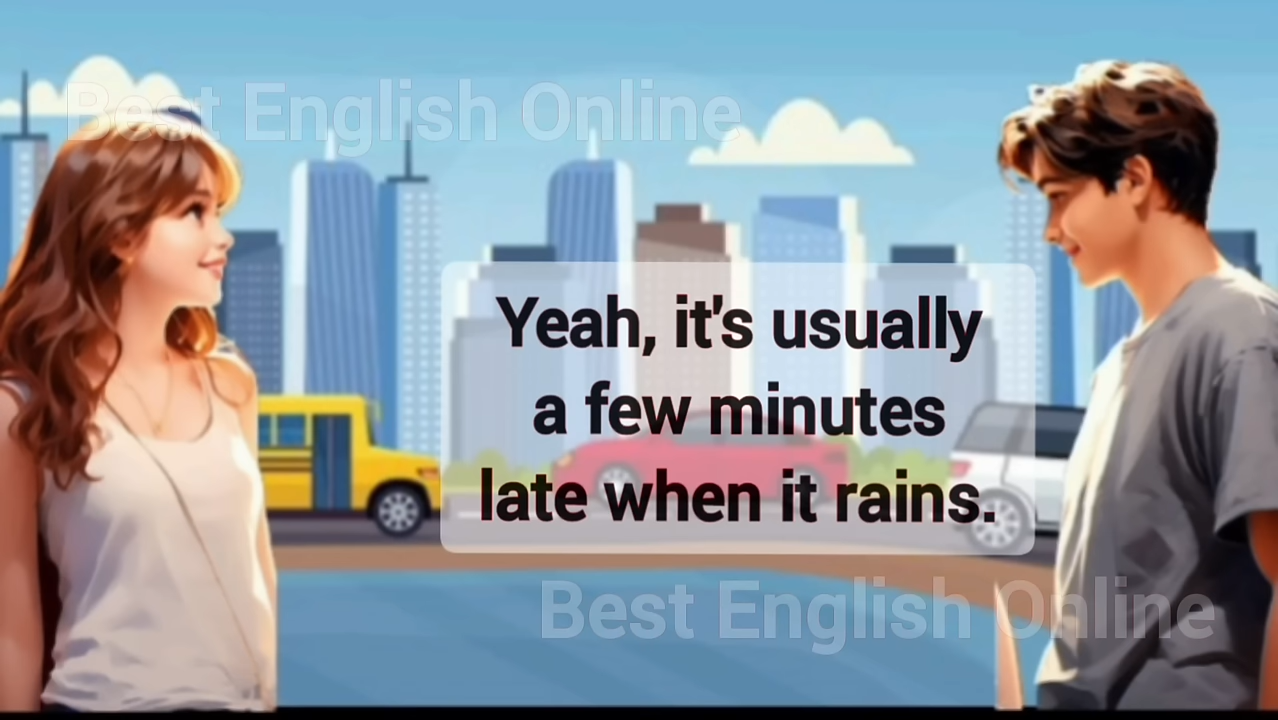 Best English Online
Yeah, it's usually
a few minutes
late when it rains.
Best English Online